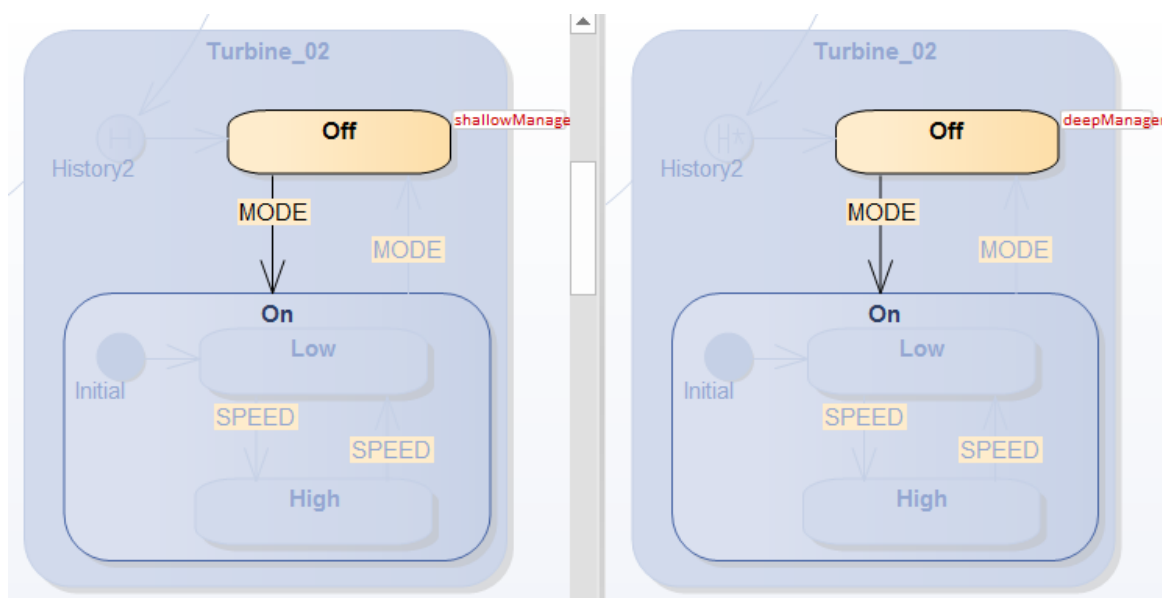 Turbine_02
Off
shallowManage
H
History2
MODE
MODE
On
Low
Initial
SPEED
SPEED
High
Turbine_02
Off
deepManager
H*
History2
MODE
MODE
On
Low
Initial
SPEED
SPEED
High